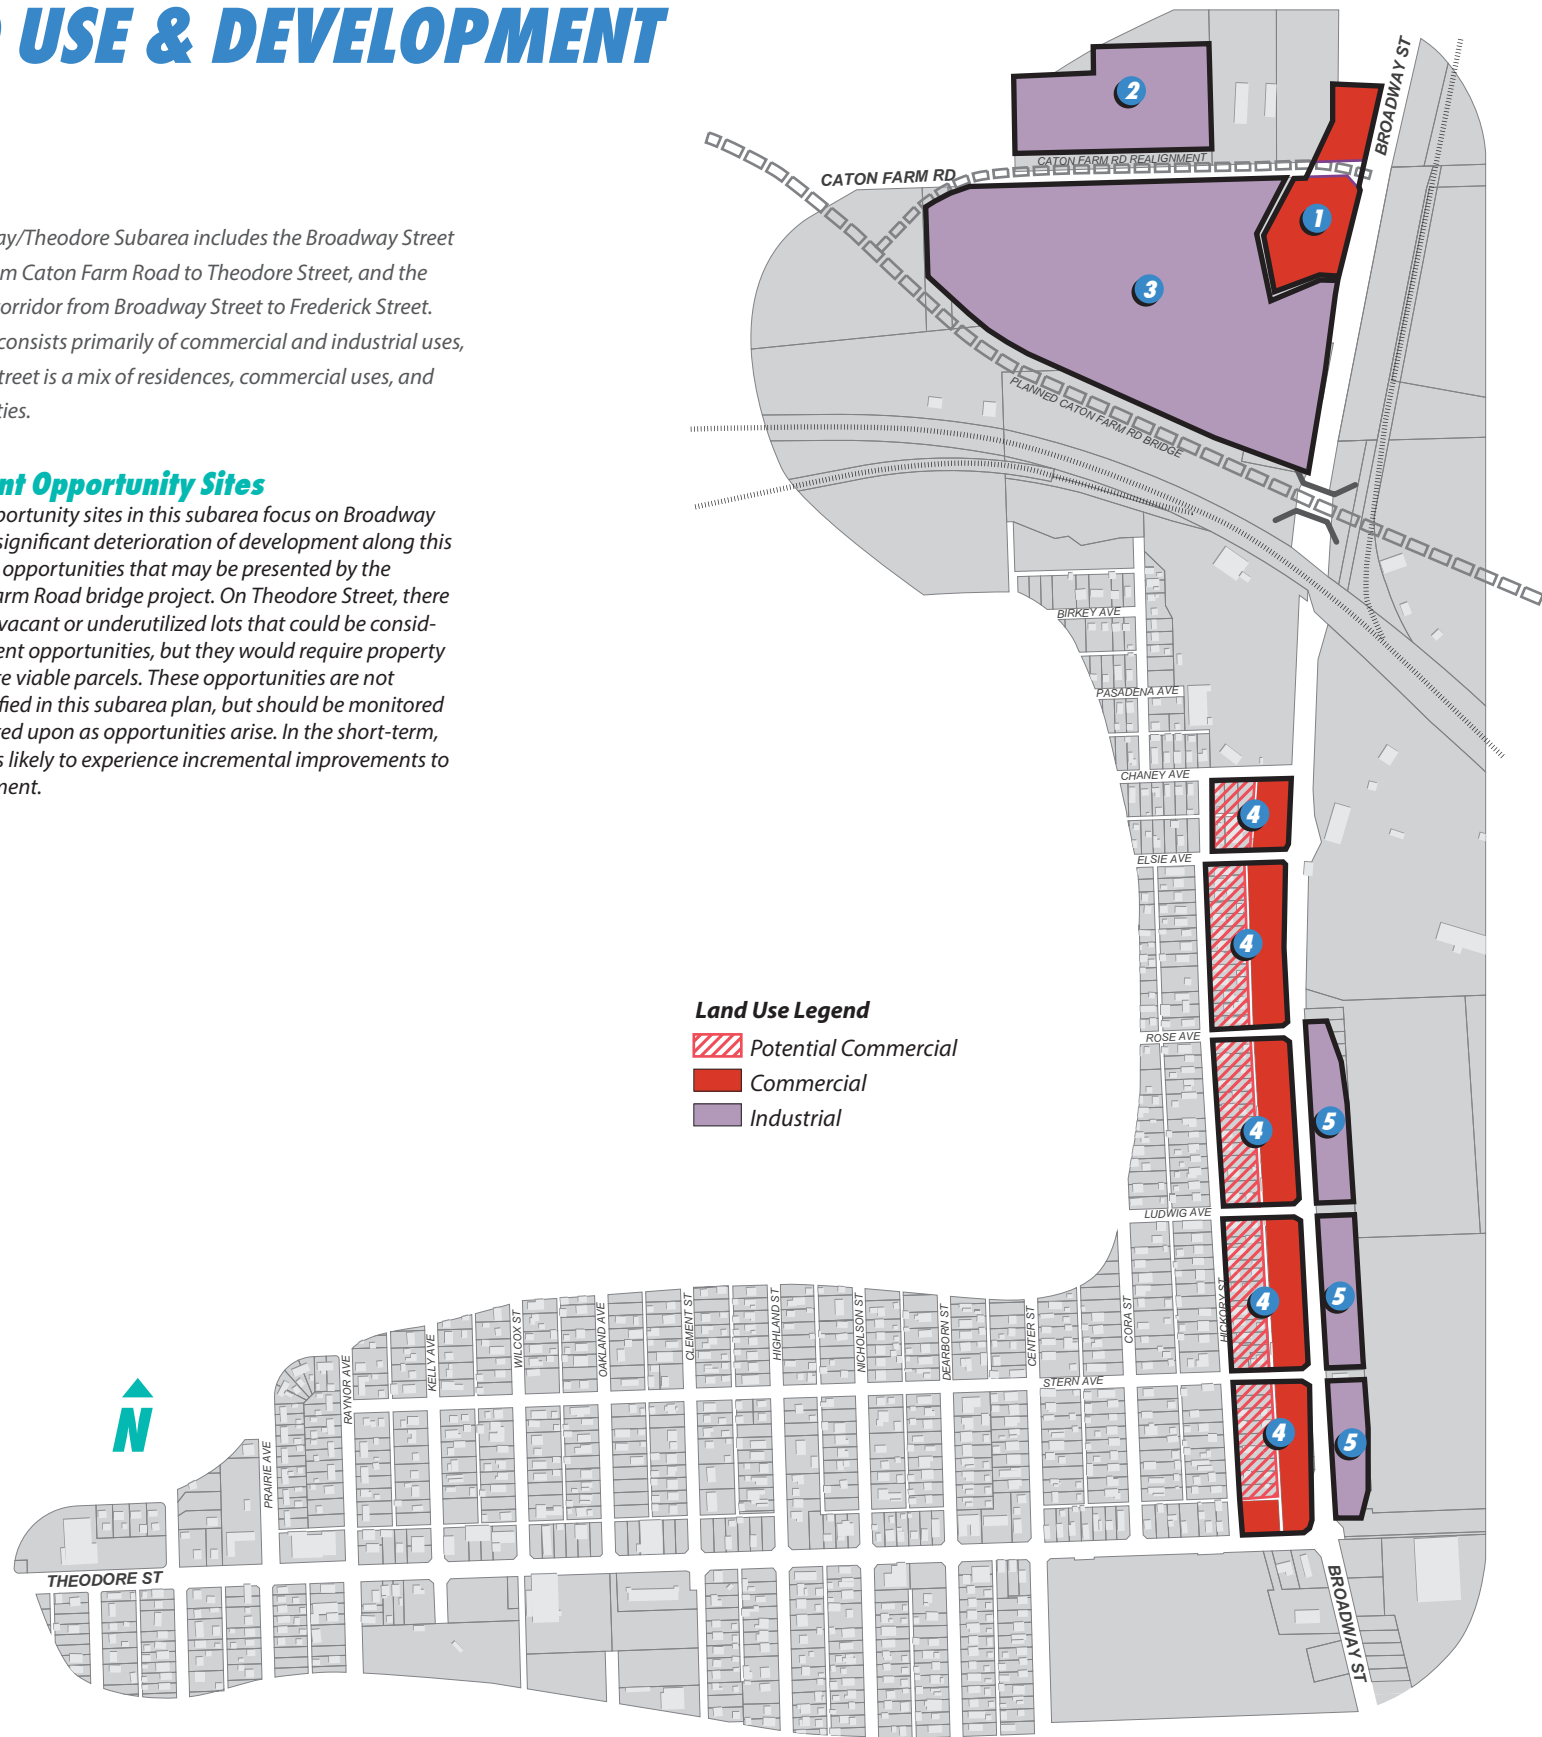 USE & DEVELOPMENT
ay/Theodore Subarea includes the Broadway Street
m Caton Farm Road to Theodore Street, and the
corridor from Broadway Street to Frederick Street.
consists primarily of commercial and industrial uses,
treet is a mix of residences, commercial uses, and
ties.
nt Opportunity Sites
portunity sites in this subarea focus on Broadway
significant deterioration of development along this
opportunities that may be presented by the
arm Road bridge project. On Theodore Street, there
vacant or underutilized lots that could be consid-
ent opportunities, but they would require property
re viable parcels. These opportunities are not
fied in this subarea plan, but should be monitored
red upon as opportunities arise. In the short-term,
s likely to experience incremental improvements to
ment.
BROADWAY ST
2
CATON FARM RD REALIGNMENT
CATON FARM RD
1
3
PLANNED CATON FARM RD BRIDGE
BIRKEY AVE
PASADENA AVE
CHANEY AVE
4
ELSIE AVE
4
Land Use Legend
Potential Commercial
Commercial
Industrial
ROSE AVE
4
5
LUDWIG AVE
4
5
HICKORY ST
CORA ST
CENTER ST
DEARBORN ST
NICHOLSON ST
HIGHLAND ST
CLEMENT ST
OAKLAND AVE
WILCOX ST
KELLY AVE
RAYNOR AVE
PRAIRIE AVE
STERN AVE
4
5
N
THEODORE ST
BROADWAY ST